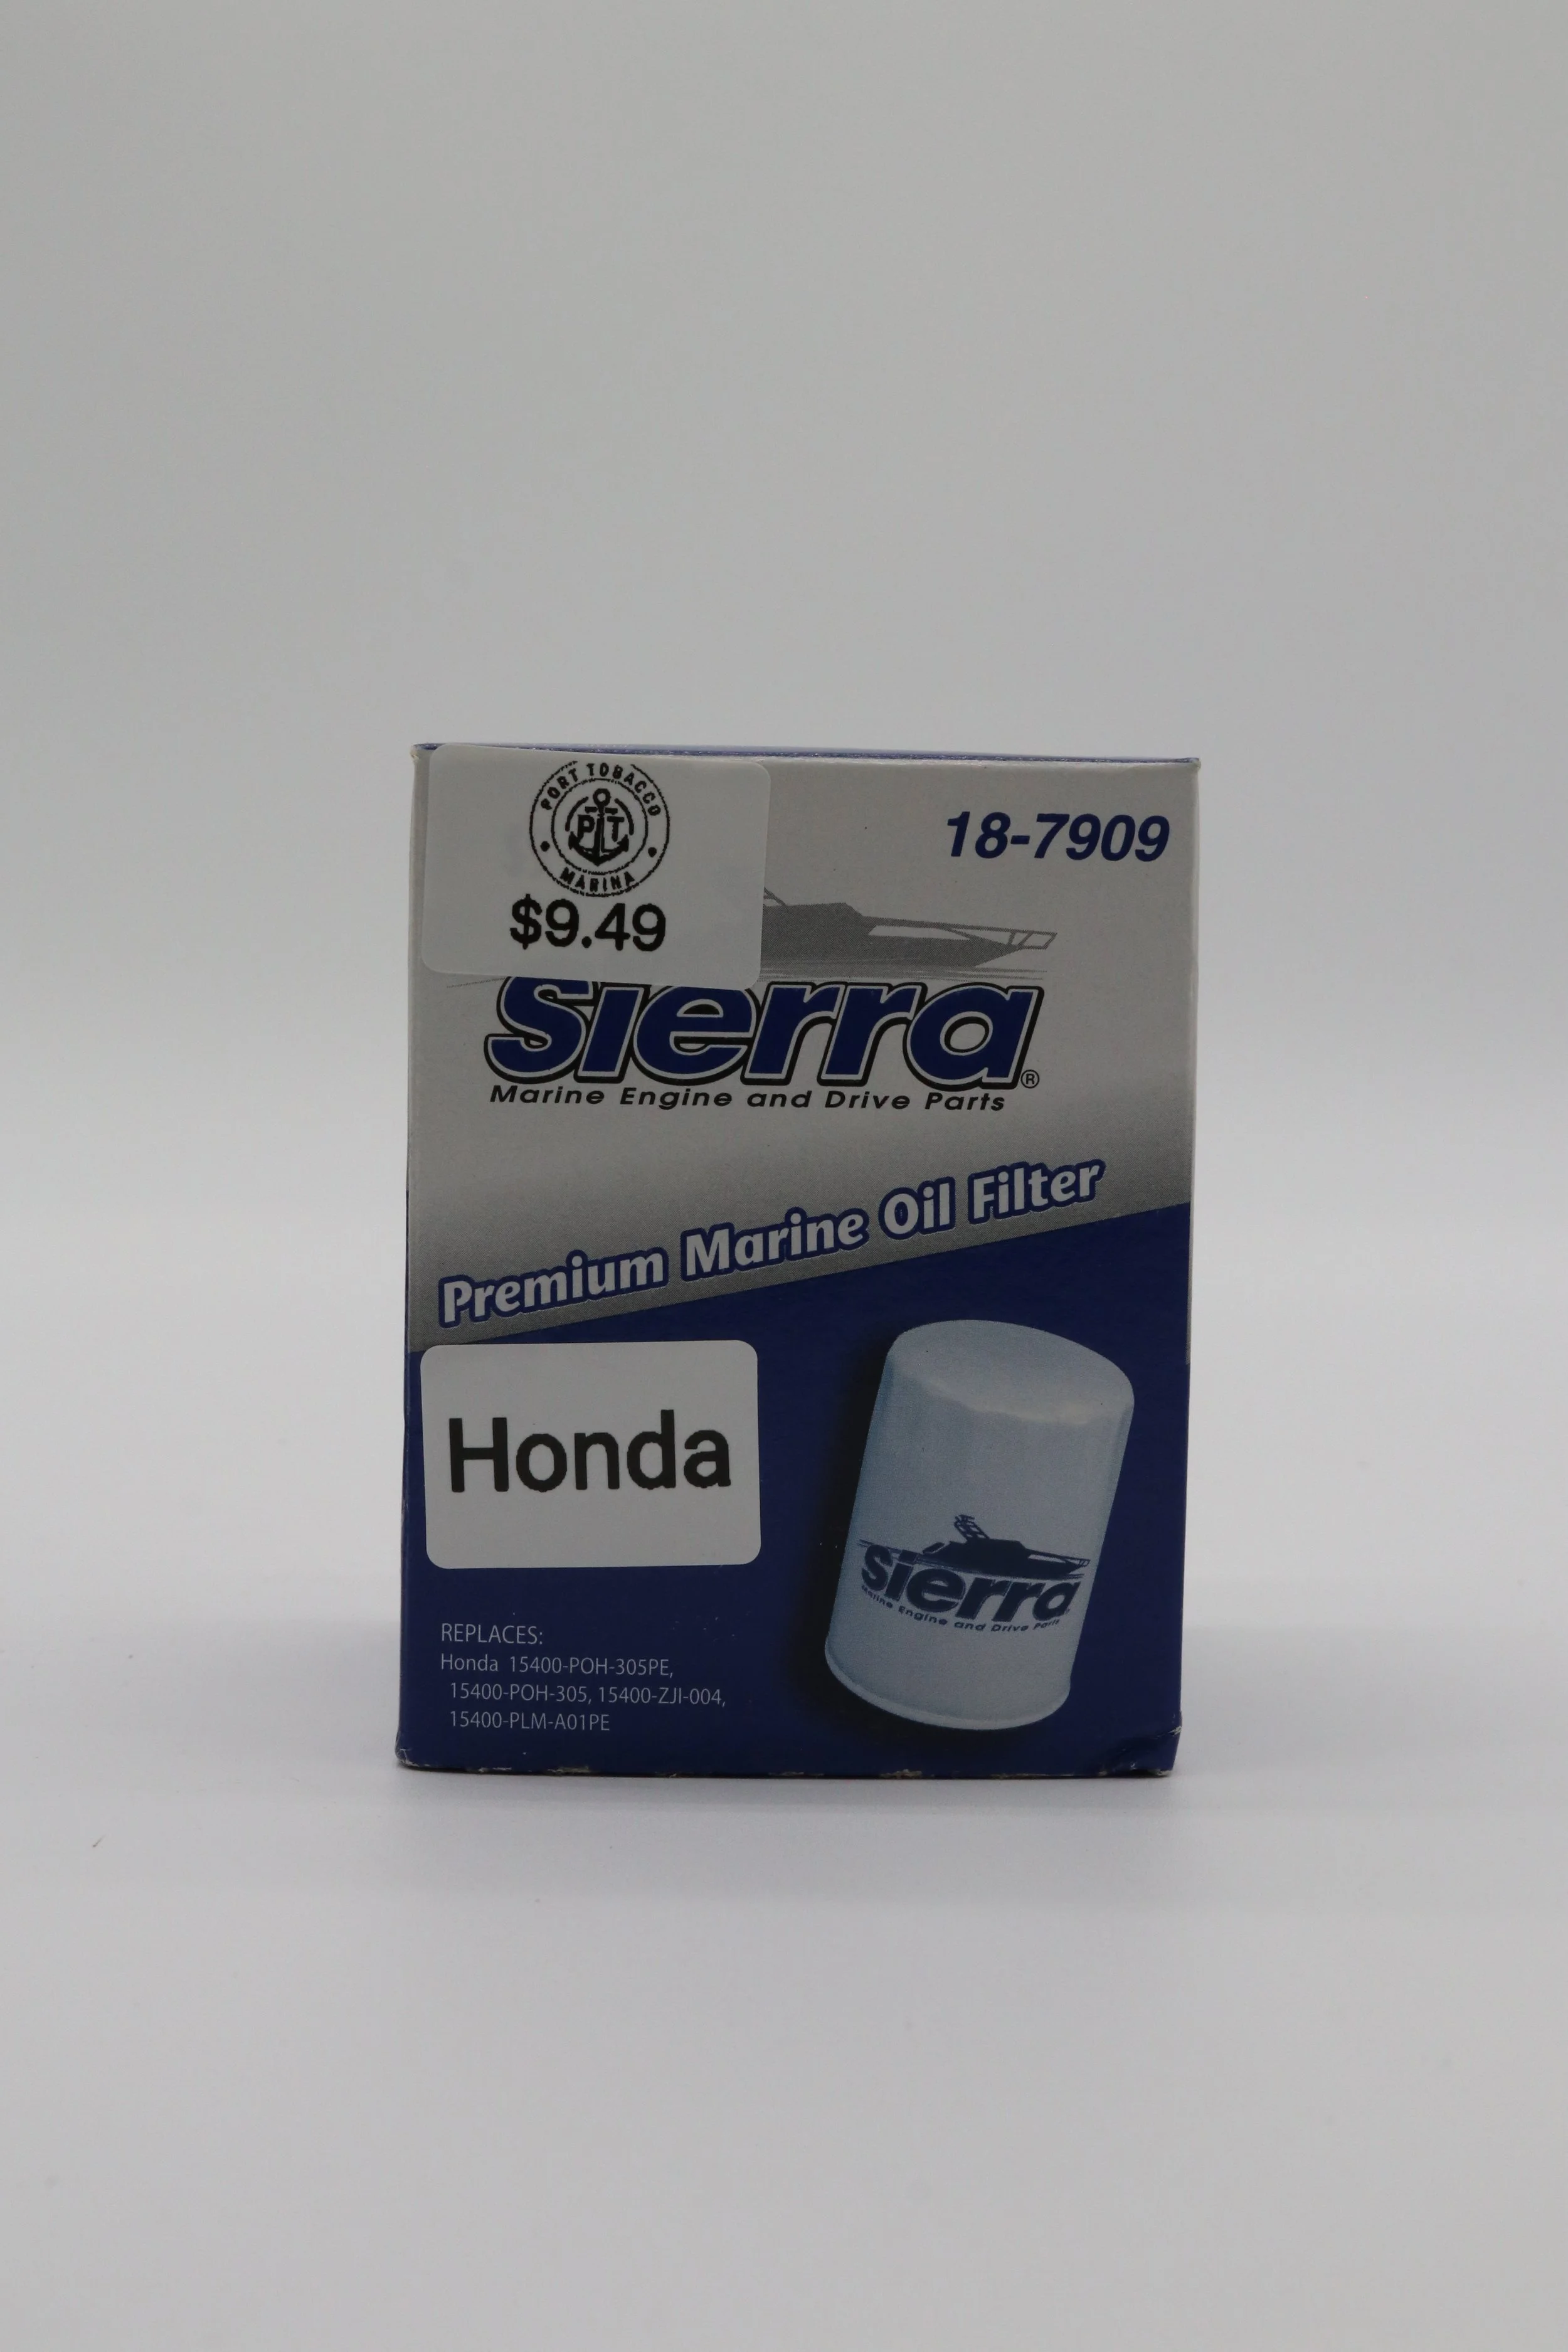 PORT TOBACCO
PT
MARINA
$9.49
18-7909
Sierra®
Marine Engine and Drive Parts
Premium Marine Oil Filter
Honda
sierra
Marine Engine and Drive Parts
REPLACES:
Honda 15400-POH-305PE,
15400-POH-305, 15400-ZJI-004,
15400-PLM-A01PE